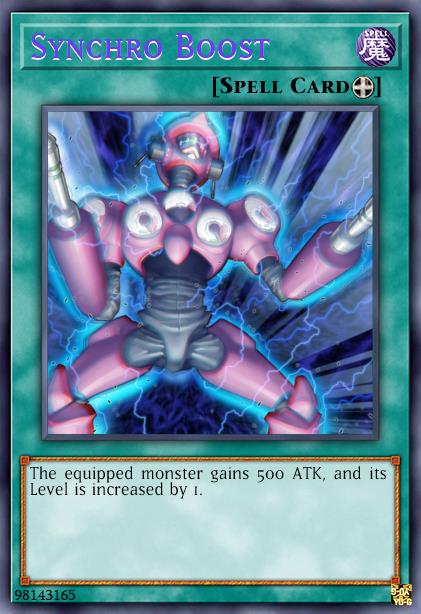 Synchro Boost
SPELL
魔
[Spell Card]
The equipped monster gains 500 ATK, and its
Level is increased by 1.
98143165